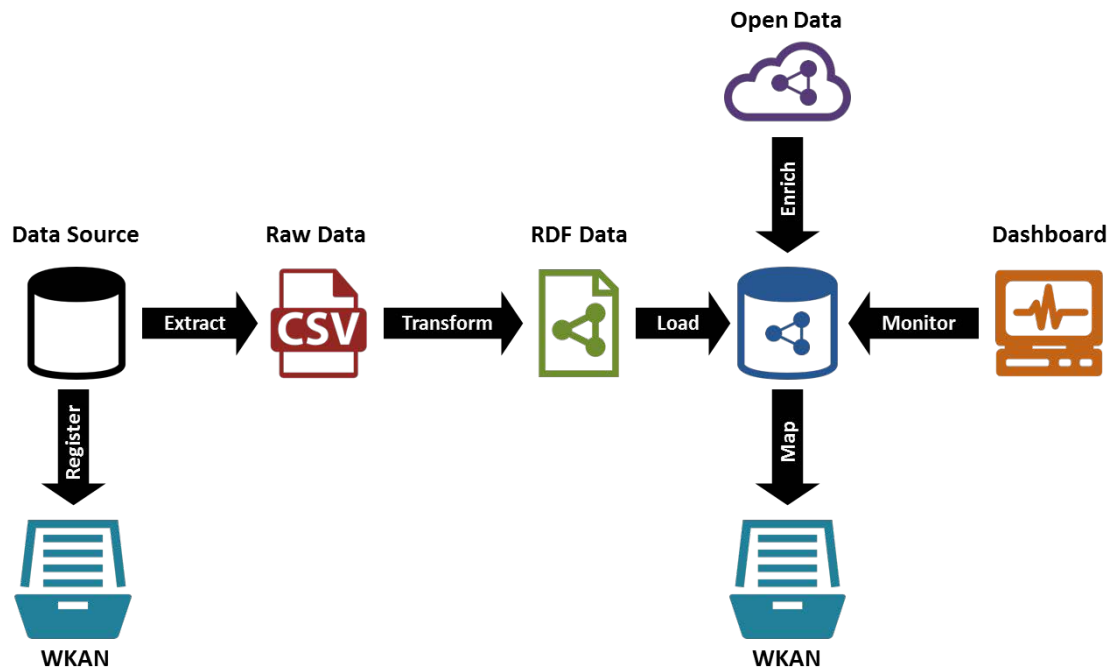 Open Data
Enrich
Data Source
Raw Data
RDF Data
Dashboard
Extract
CSV
Transform
Load
Monitor
Register
Map
WKAN
WKAN